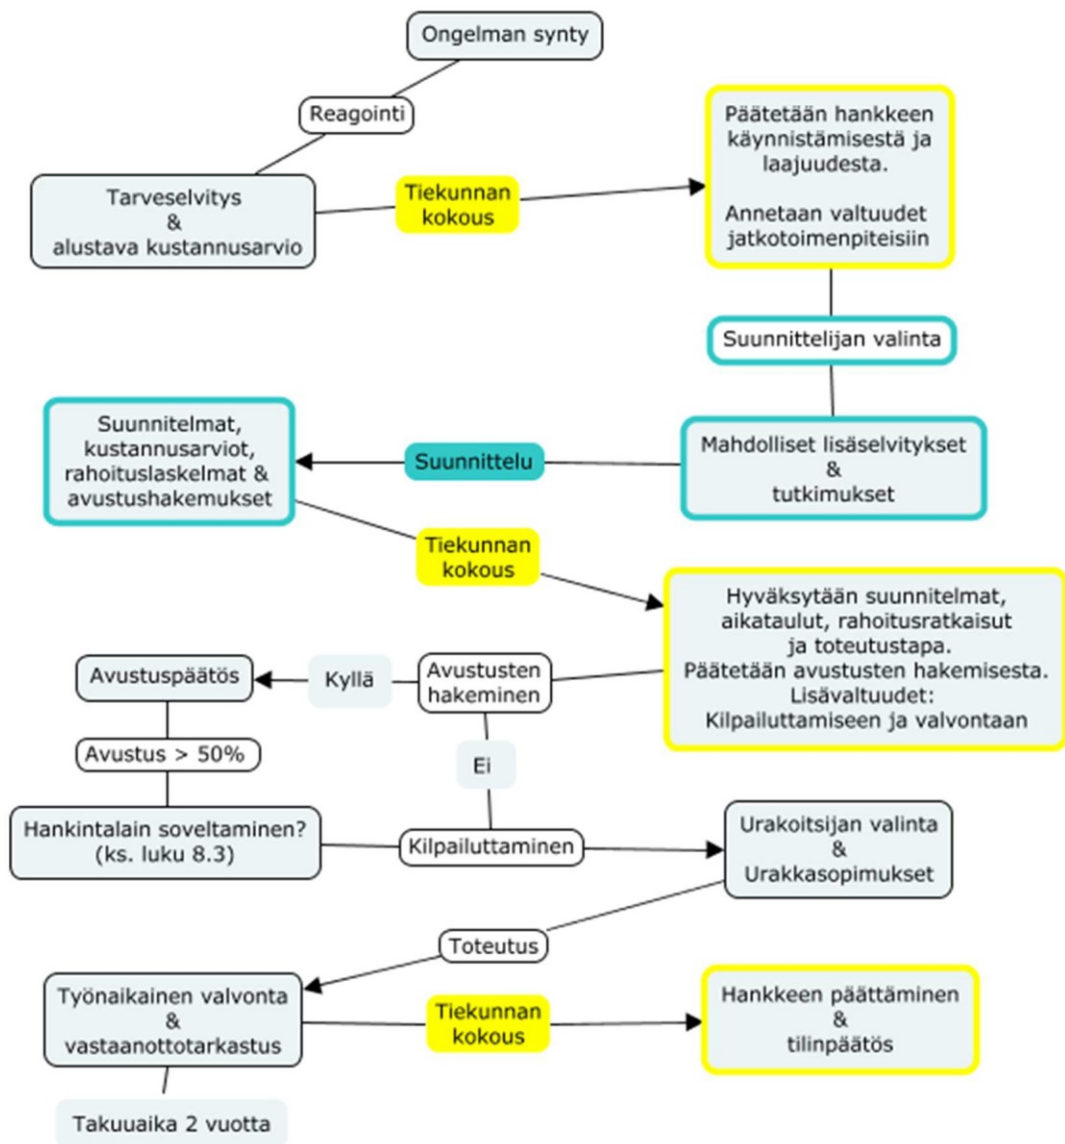 Ongelman synty
Reagointi
Tarveselvitys
&
alustava kustannusarvio
Tiekunnan
kokous
Päätetään hankkeen
käynnistämisestä ja
laajuudesta.
Annetaan valtuudet
jatkotoimenpiteisiin
Suunnittelijan valinta
Mahdolliset lisäselvitykset
&
tutkimukset
Suunnittelu
Suunnitelmat,
kustannusarviot,
rahoituslaskelmat &
avustushakemukset
Tiekunnan
kokous
Hyväksytään suunnitelmat,
aikataulut, rahoitusratkaisut
ja toteutustapa.
Päätetään avustusten hakemisesta.
Lisävaltuudet:
Kilpailuttamiseen ja valvontaan
Avustusten
hakeminen
Kyllä
Avustuspäätös
Avustus > 50%
Hankintalain soveltaminen?
(ks. luku 8.3)
Ei
Kilpailuttaminen
Urakoitsijan valinta
&
Urakkasopimukset
Toteutus
Työnaikainen valvonta
&
vastaanottotarkastus
Tiekunnan
kokous
Hankkeen päättäminen
&
tilinpäätös
Takuuaika 2 vuotta